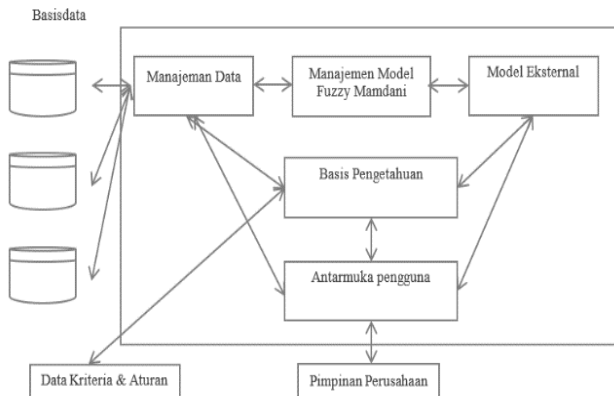 Basisdata
Manajeman Data
Manajemen Model
Fuzzy Mamdani
Model Eksternal
Basis Pengetahuan
Antarmuka pengguna
Data Kriteria & Aturan
Pimpinan Perusahaan